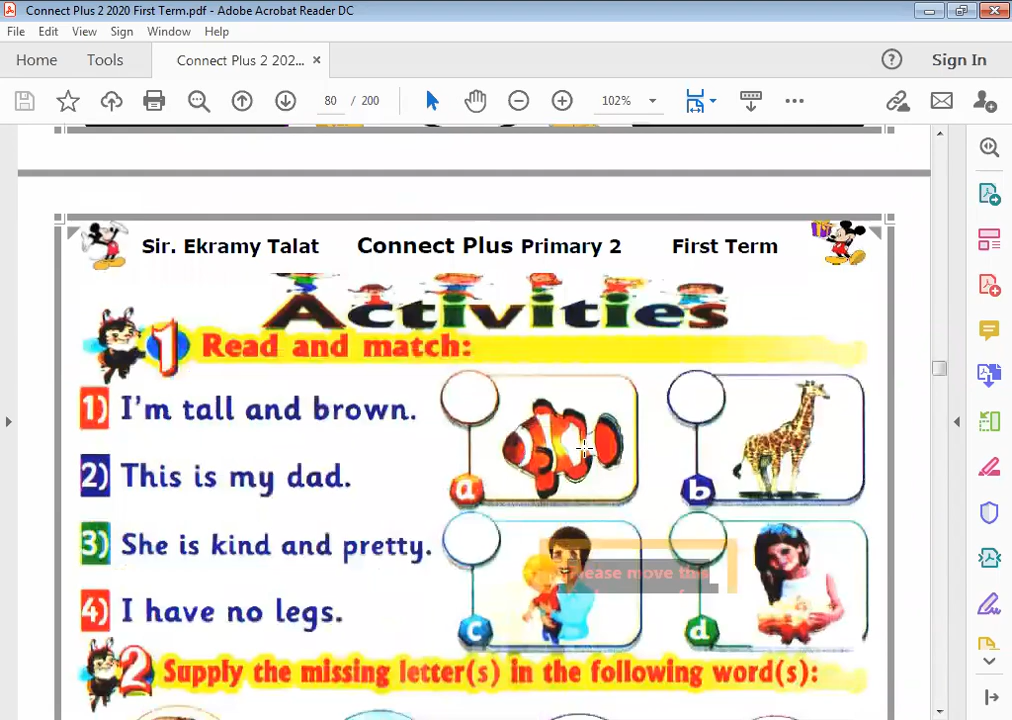 Connect Plus 2 2020 First Term.pdf - Adobe Acrobat Reader DC
File Edit View Sign Window Help
Home Tools Connect Plus 2 202... × Sign In
80 / 200 102%
Sir. Ekramy Talat Connect Plus Primary 2 First Term
Activities
1 Read and match:
1) I'm tall and brown.
2) This is my dad.
3) She is kind and pretty.
4) I have no legs.
a
b
c
d
ease move this
2 Supply the missing letter(s) in the following word(s):